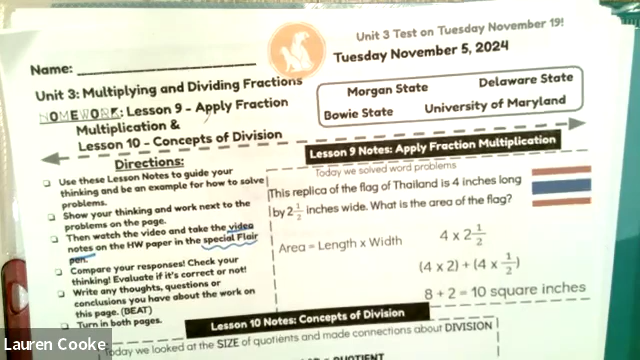 Unit 3 Test on Tuesday November 19!
Tuesday November 5, 2024
Name:
Unit 3: Multiplying and Dividing Fractions
HOMEWORK: Lesson 9 - Apply Fraction
Multiplication &
Lesson 10 - Concepts of Division
Morgan State
Delaware State
Bowie State
University of Maryland
Directions:
❑ Use these Lesson Notes to guide your
thinking and be an example for how to solve
problems.
❑ Show your thinking and work next to the
problems on the page.
❑ Then watch the video and take the video
notes on the HW paper in the special Flair
pen.
❑ Compare your responses! Check your
thinking! Evaluate if it's correct or not!
❑ Write any thoughts, questions or
conclusions you have about the work on
this page. (BEAT)
❑ Turn in both pages.
Lesson 9 Notes: Apply Fraction Multiplication
Today we solved word problems
This replica of the flag of Thailand is 4 inches long
by 2 1/2 inches wide. What is the area of the flag?
Area = Length x Width
4 x 2 1/2
(4 x 2) + (4 x 1/2)
8 + 2 = 10 square inches
Lesson 10 Notes: Concepts of Division
Today we looked at the SIZE of quotients and made connections about DIVISION
QUOTIENT
Lauren Cooke